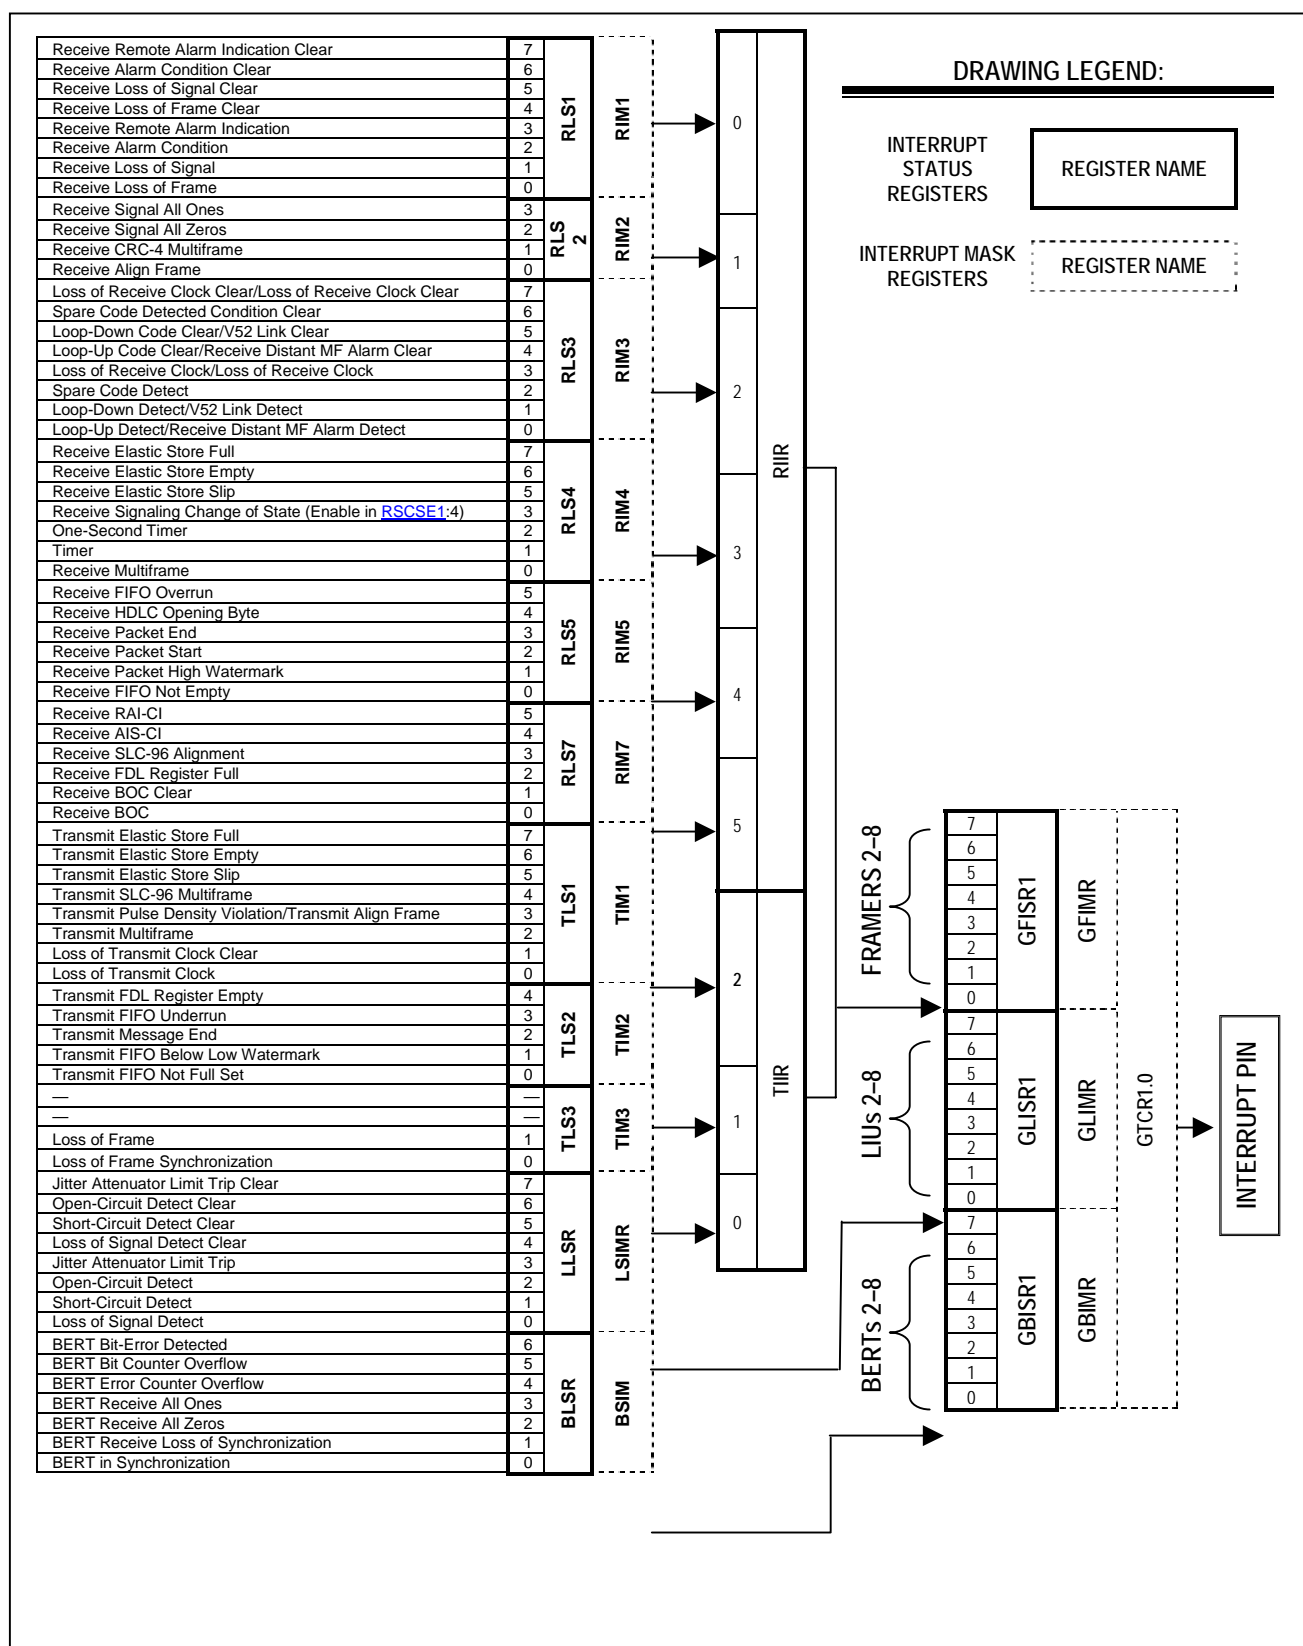 DRAWING LEGEND:
INTERRUPT
STATUS
REGISTERS
REGISTER NAME
INTERRUPT MASK
REGISTERS
REGISTER NAME
Receive Remote Alarm Indication Clear 7
Receive Alarm Condition Clear 6
Receive Loss of Signal Clear 5
Receive Loss of Frame Clear 4
Receive Remote Alarm Indication 3
Receive Alarm Condition 2
Receive Loss of Signal 1
Receive Loss of Frame 0
RLS1
RIM1
Receive Signal All Ones 3
Receive Signal All Zeros 2
Receive CRC-4 Multiframe 1
Receive Align Frame 0
RLS
2
RIM2
Loss of Receive Clock Clear/Loss of Receive Clock Clear 7
Spare Code Detected Condition Clear 6
Loop-Down Code Clear/V52 Link Clear 5
Loop-Up Code Clear/Receive Distant MF Alarm Clear 4
Loss of Receive Clock/Loss of Receive Clock 3
Spare Code Detect 2
Loop-Down Detect/V52 Link Detect 1
Loop-Up Detect/Receive Distant MF Alarm Detect 0
RLS3
RIM3
Receive Elastic Store Full 7
Receive Elastic Store Empty 6
Receive Elastic Store Slip 5
Receive Signaling Change of State (Enable in RSCSE1:4) 3
One-Second Timer 2
Timer 1
Receive Multiframe 0
RLS4
RIM4
Receive FIFO Overrun 5
Receive HDLC Opening Byte 4
Receive Packet End 3
Receive Packet Start 2
Receive Packet High Watermark 1
Receive FIFO Not Empty 0
RLS5
RIM5
Receive RAI-CI 5
Receive AIS-CI 4
Receive SLC-96 Alignment 3
Receive FDL Register Full 2
Receive BOC Clear 1
Receive BOC 0
RLS7
RIM7
Transmit Elastic Store Full 7
Transmit Elastic Store Empty 6
Transmit Elastic Store Slip 5
Transmit SLC-96 Multiframe 4
Transmit Pulse Density Violation/Transmit Align Frame 3
Transmit Multiframe 2
Loss of Transmit Clock Clear 1
Loss of Transmit Clock 0
TLS1
TIM1
Transmit FDL Register Empty 4
Transmit FIFO Underrun 3
Transmit Message End 2
Transmit FIFO Below Low Watermark 1
Transmit FIFO Not Full Set 0
TLS2
TIM2
— —
— —
Loss of Frame 1
Loss of Frame Synchronization 0
TLS3
TIM3
Jitter Attenuator Limit Trip Clear 7
Open-Circuit Detect Clear 6
Short-Circuit Detect Clear 5
Loss of Signal Detect Clear 4
Jitter Attenuator Limit Trip 3
Open-Circuit Detect 2
Short-Circuit Detect 1
Loss of Signal Detect 0
LLSR
LSIMR
BERT Bit-Error Detected 6
BERT Bit Counter Overflow 5
BERT Error Counter Overflow 4
BERT Receive All Ones 3
BERT Receive All Zeros 2
BERT Receive Loss of Synchronization 1
BERT in Synchronization 0
BLSR
BSIM
0
1
2
3
4
5
RIIR
2
1
0
TIIR
FRAMERS 2–8
7
6
5
4
3
2
1
0
GFISR1
GFIMR
LIUs 2–8
7
6
5
4
3
2
1
0
GLISR1
GLIMR
BERTs 2–8
7
6
5
4
3
2
1
0
GBISR1
GBIMR
GTCR1.0
INTERRUPT PIN